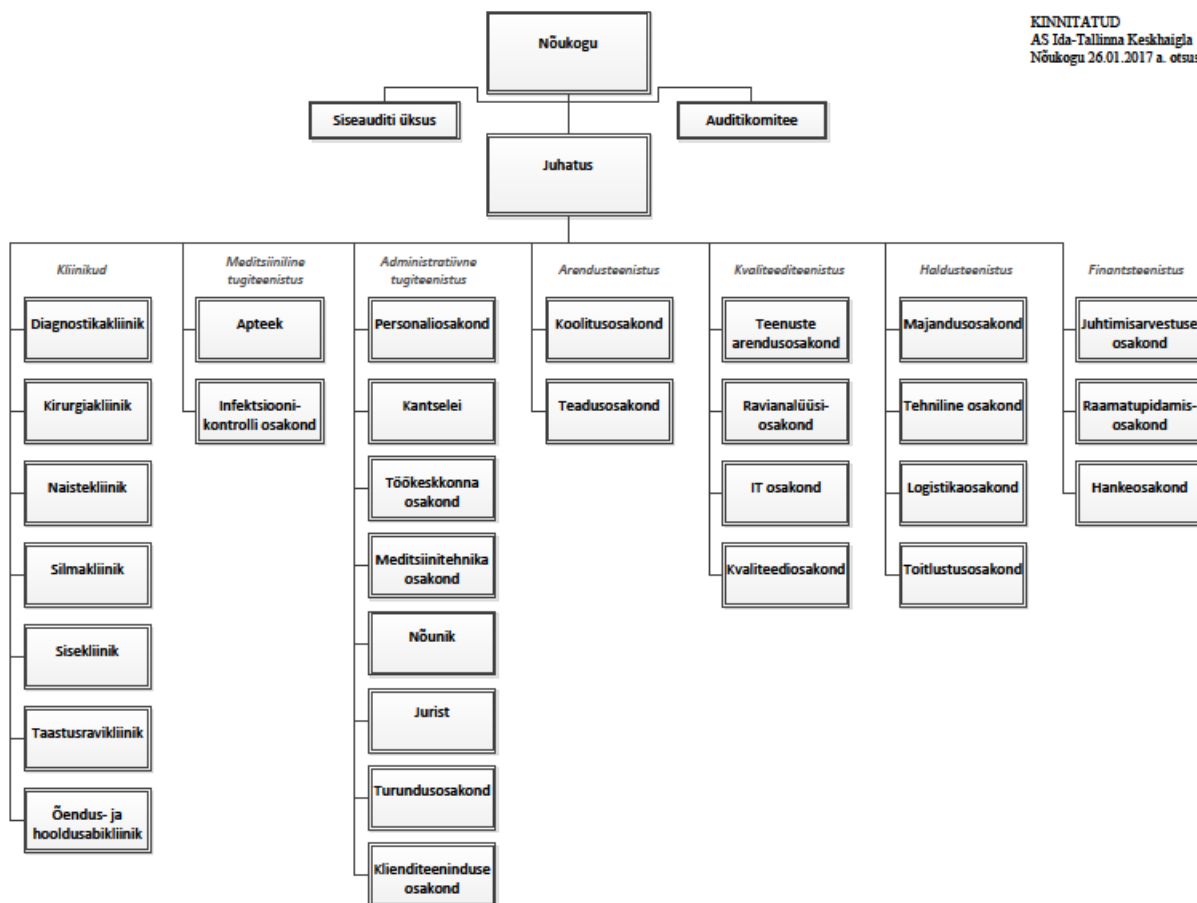 KINNITATUD
AS Ida-Tallinna Keskhaigla
Nõukogu 26.01.2017 a. otsus
Nõukogu
Siseauditi üksus
Auditikomitee
Juhatus
Kliinikud
Diagnostikakliinik
Kirurgiakliinik
Naistekliinik
Silmakliinik
Sisekliinik
Taastusravikliinik
Õendus- ja
hooldusabikliinik
Meditsiiniline
tugiteenistus
Apteek
Infektsiooni-
kontrolli osakond
Administratiivne
tugiteenistus
Personaliosakond
Kantselei
Töökeskkonna
osakond
Meditsiinitehnika
osakond
Nõunik
Jurist
Turundusosakond
Klienditeeninduse
osakond
Arendusteenistus
Koolitusosakond
Teadusosakond
Kvaliteediteenistus
Teenuste
arendusosakond
Ravianalüüsi-
osakond
IT osakond
Kvaliteediosakond
Haldusteenistus
Majandusosakond
Tehniline osakond
Logistikaosakond
Toitlustusosakond
Finantsteenistus
Juhtimisarvestuse
osakond
Raamatupidamis-
osakond
Hankeosakond